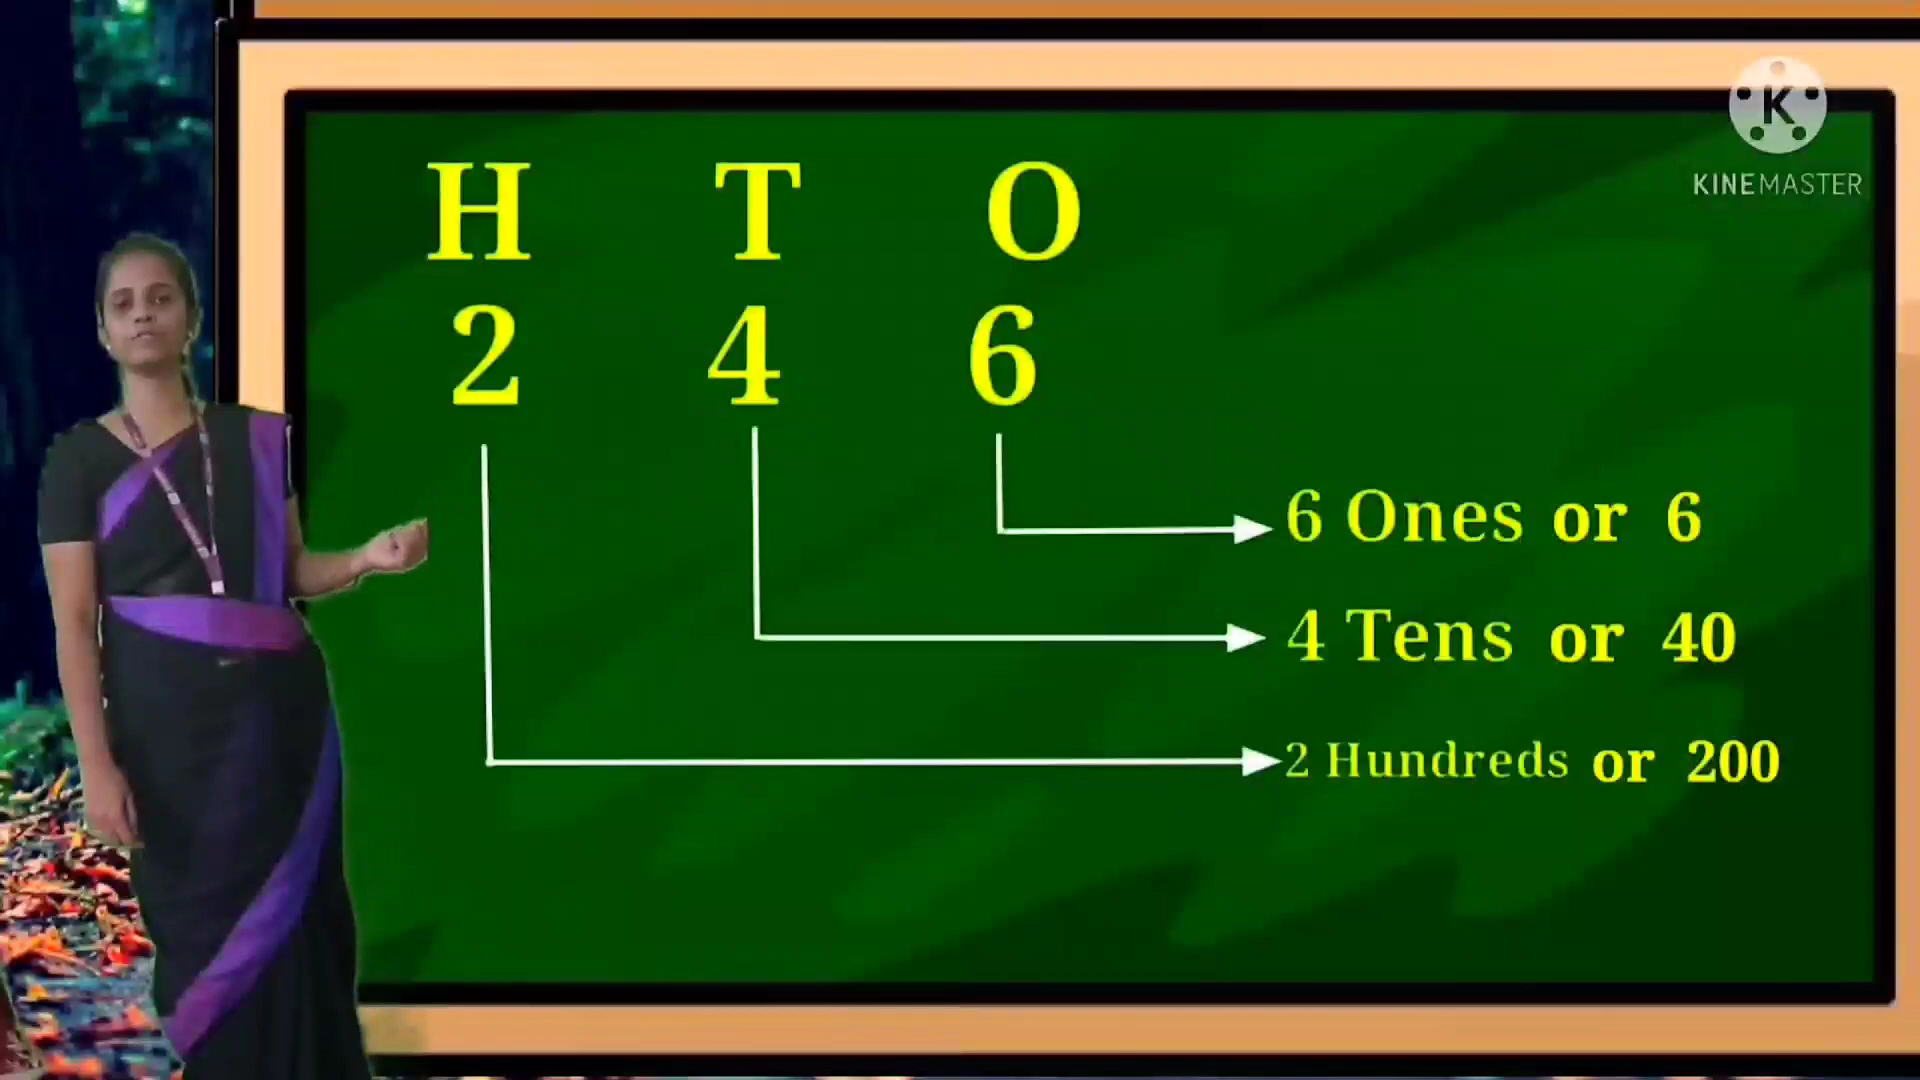 H T O
2 4 6
6 Ones or 6
4 Tens or 40
2 Hundreds or 200
K
KINEMASTER